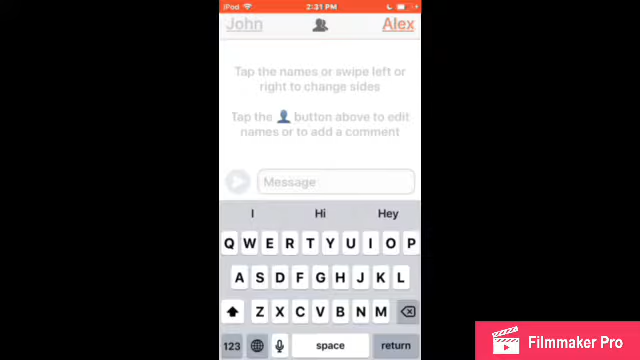 iPod 2:31 PM
John Alex
Tap the names or swipe left or
right to change sides
Tap the button above to edit
names or to add a comment
Message
I Hi Hey
Q W E R T Y U I O P
A S D F G H J K L
Z X C V B N M
123 space return
Filmmaker Pro